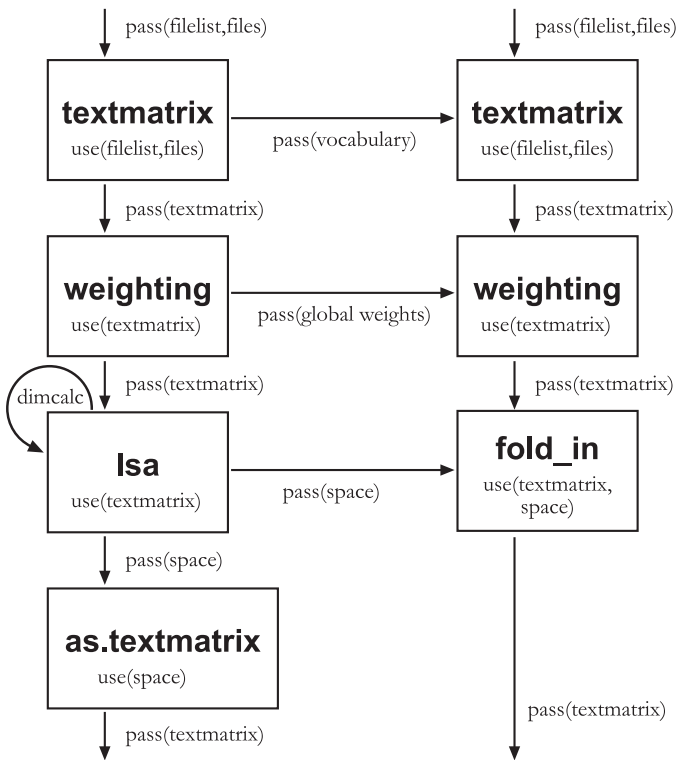 pass(filelist,files)
pass(filelist,files)
textmatrix
use(filelist,files)
pass(vocabulary)
textmatrix
use(filelist,files)
pass(textmatrix)
pass(textmatrix)
weighting
use(textmatrix)
pass(global weights)
weighting
use(textmatrix)
pass(textmatrix)
pass(textmatrix)
dimcalc
lsa
use(textmatrix)
pass(space)
fold_in
use(textmatrix,
space)
pass(space)
as.textmatrix
use(space)
pass(textmatrix)
pass(textmatrix)